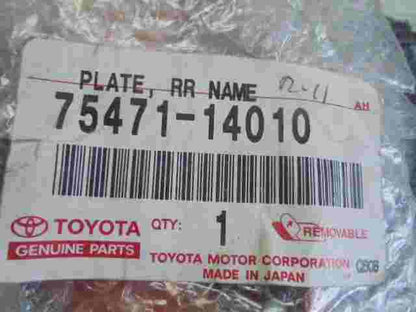 PLATE, RR NAME
AH
75471-14010
TOYOTA
GENUINE PARTS
QTY: 1
REMOVABLE
TOYOTA MOTOR CORPORATION
MADE IN JAPAN